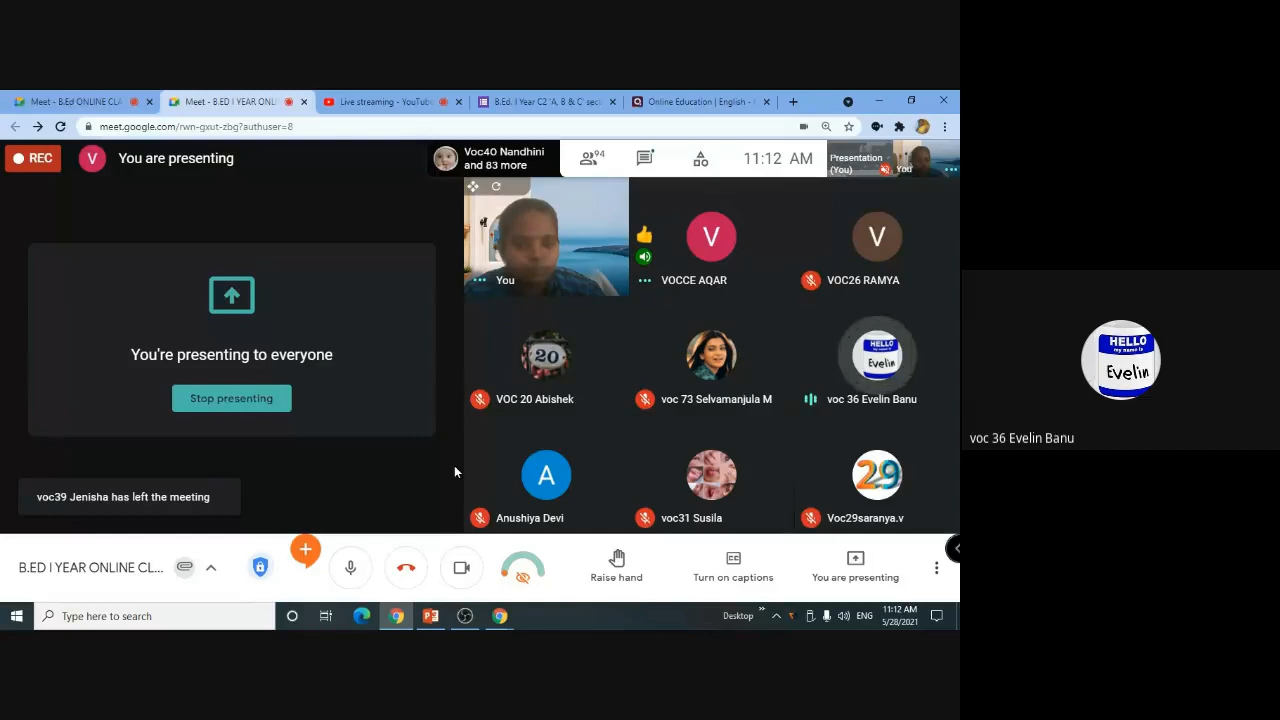 Meet - B.Ed ONLINE CLA
Meet - B.ED I YEAR ONL
Live streaming - YouTub
B.Ed. I Year C2 'A, B & C' sect
Online Education | English -
meet.google.com/rwn-gxut-zbg?authuser=8
REC
V
You are presenting
Voc40 Nandhini
and 83 more
94
11:12 AM
Presentation
(You)
You
You're presenting to everyone
Stop presenting
You
V
VOCCE AQAR
V
VOC26 RAMYA
20
VOC 20 Abishek
voc 73 Selvamanjula M
HELLO
my name is
Evelin
voc 36 Evelin Banu
A
Anushiya Devi
voc31 Susila
29
Voc29saranya.v
voc39 Jenisha has left the meeting
B.ED I YEAR ONLINE CL...
Raise hand
Turn on captions
You are presenting
Type here to search
Desktop
ENG
11:12 AM
5/28/2021
HELLO
my name is
Evelin
voc 36 Evelin Banu